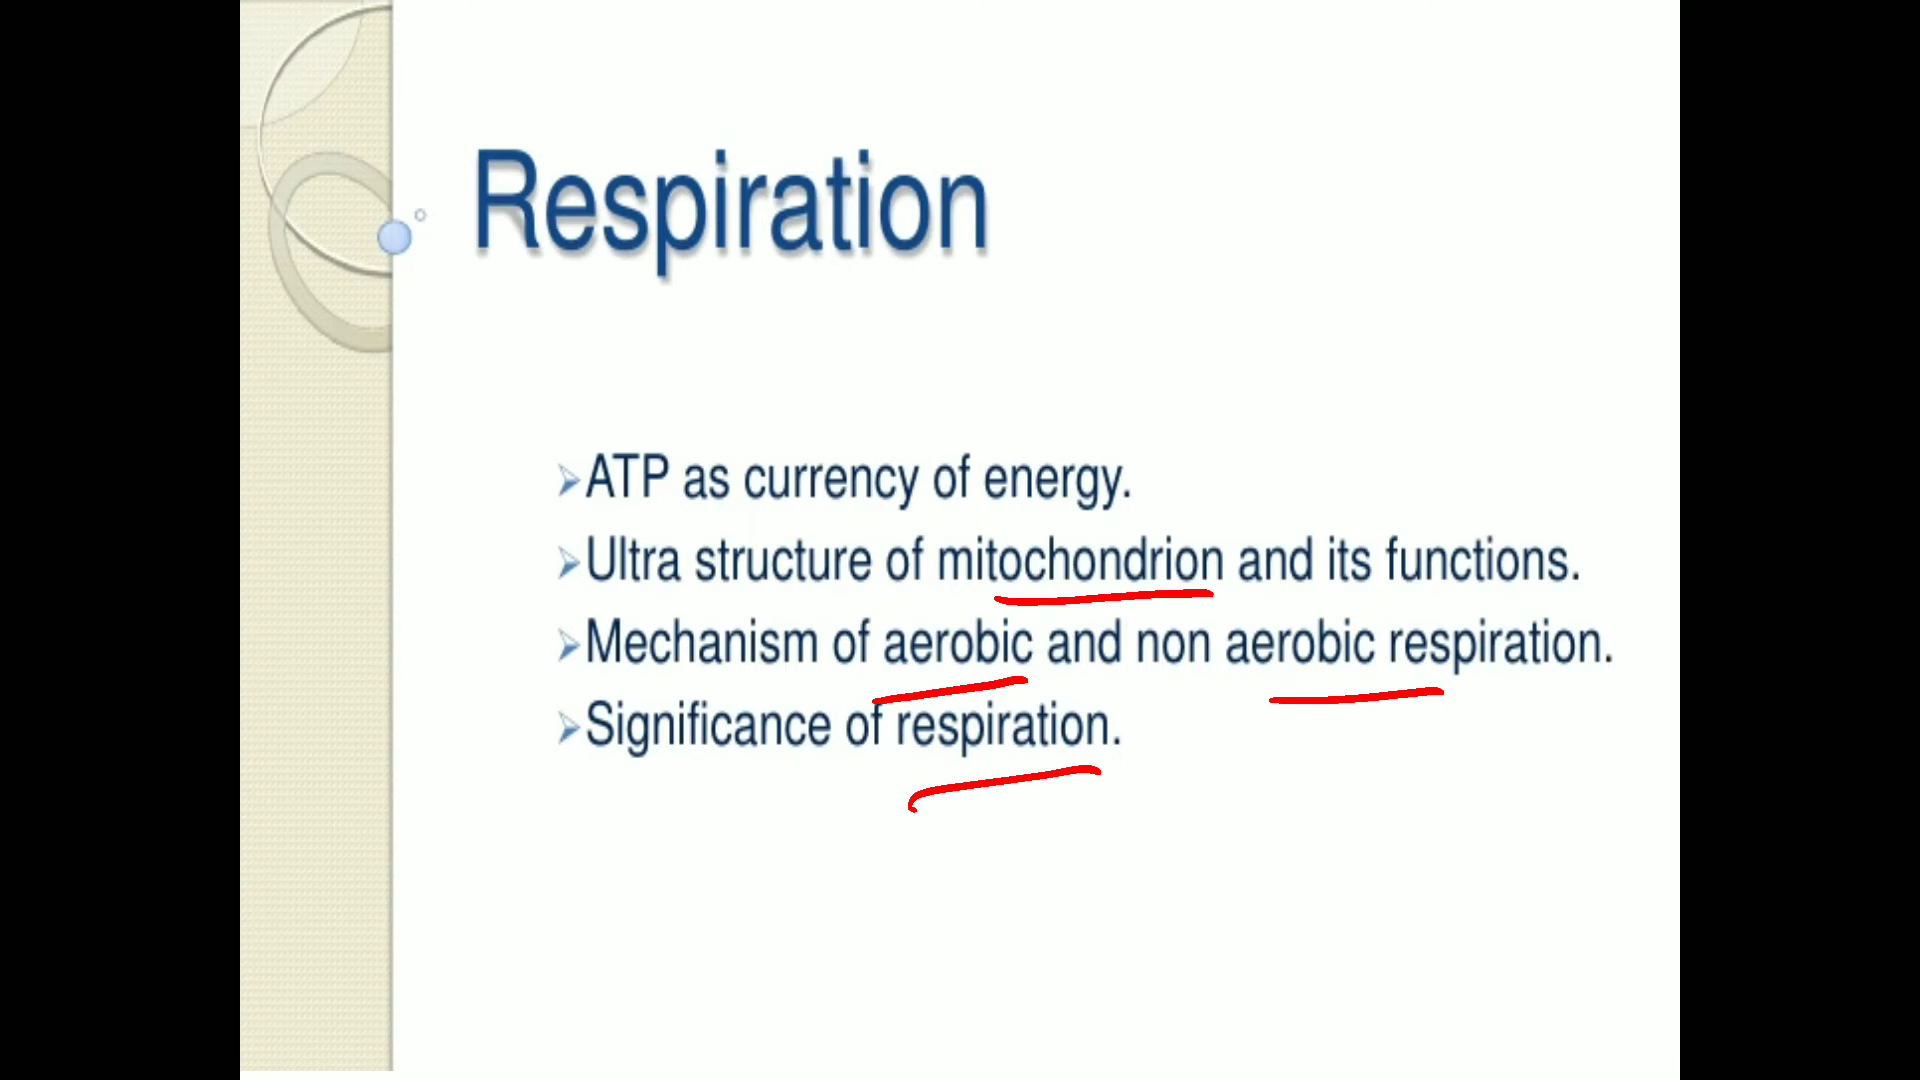 Respiration
➢ATP as currency of energy.
➢Ultra structure of mitochondrion and its functions.
➢Mechanism of aerobic and non aerobic respiration.
➢Significance of respiration.